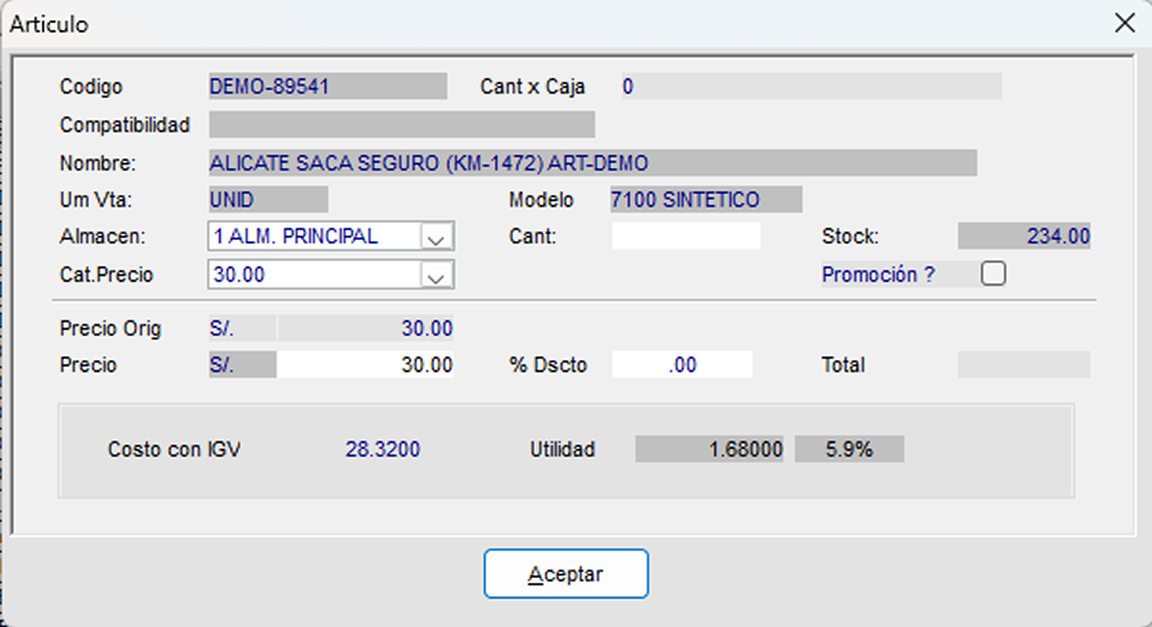 Articulo
Codigo DEMO-89541 Cant x Caja 0
Compatibilidad
Nombre: ALICATE SACA SEGURO (KM-1472) ART-DEMO
Um Vta: UNID Modelo 7100 SINTETICO
Almacen: 1 ALM. PRINCIPAL Cant: Stock: 234.00
Cat.Precio 30.00 Promoción ?
Precio Orig S/. 30.00
Precio S/. 30.00 % Dscto .00 Total
Costo con IGV 28.3200 Utilidad 1.68000 5.9%
Aceptar